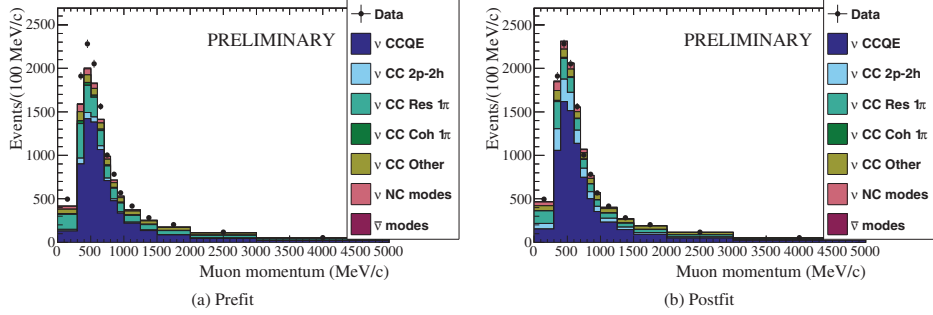 PRELIMINARY
Data
ν CCQE
ν CC 2p-2h
ν CC Res 1π
ν CC Coh 1π
ν CC Other
ν NC modes
ν̄ modes
Events/(100 MeV/c)
2500
2000
1500
1000
500
0
0 500 1000 1500 2000 2500 3000 3500 4000 4500 5000
Muon momentum (MeV/c)
(a) Prefit
PRELIMINARY
Data
ν CCQE
ν CC 2p-2h
ν CC Res 1π
ν CC Coh 1π
ν CC Other
ν NC modes
ν̄ modes
Events/(100 MeV/c)
2500
2000
1500
1000
500
0
0 500 1000 1500 2000 2500 3000 3500 4000 4500 5000
Muon momentum (MeV/c)
(b) Postfit